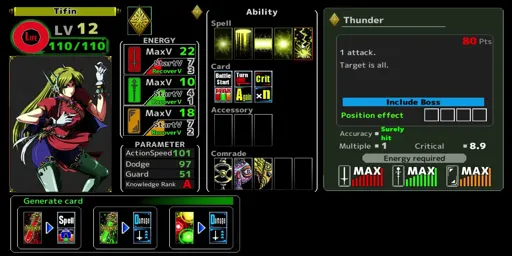 Tifin
Life
LV 12
110/110
ENERGY
MaxV 22
StartV 7
RecoverV 3
MaxV 10
StartV 4
RecoverV 1
MaxV 18
StartV 7
RecoverV 2
PARAMETER
ActionSpeed 101
Dodge 97
Guard 51
Knowledge Rank A
Ability
Spell
Card
Battle Start
Turn
Again
Crit
×n
Accessory
Comrade
Thunder
80 Pts
1 attack.
Target is all.
Include Boss
Position effect
Accuracy Surely hit
Multiple 1 Critical 8.9
Energy required
MAX MAX MAX
Generate card
Spell
Damage
Damage